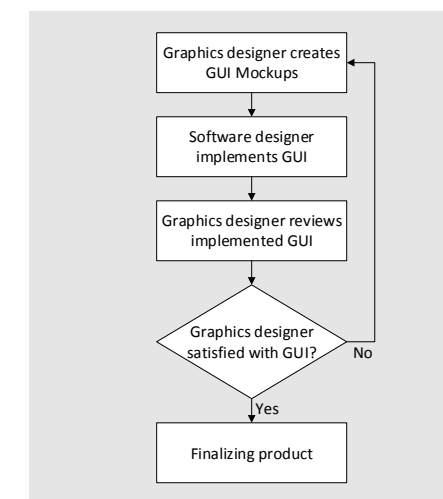 Graphics designer creates
GUI Mockups
Software designer
implements GUI
Graphics designer reviews
implemented GUI
Graphics designer
satisfied with GUI?
No
Yes
Finalizing product